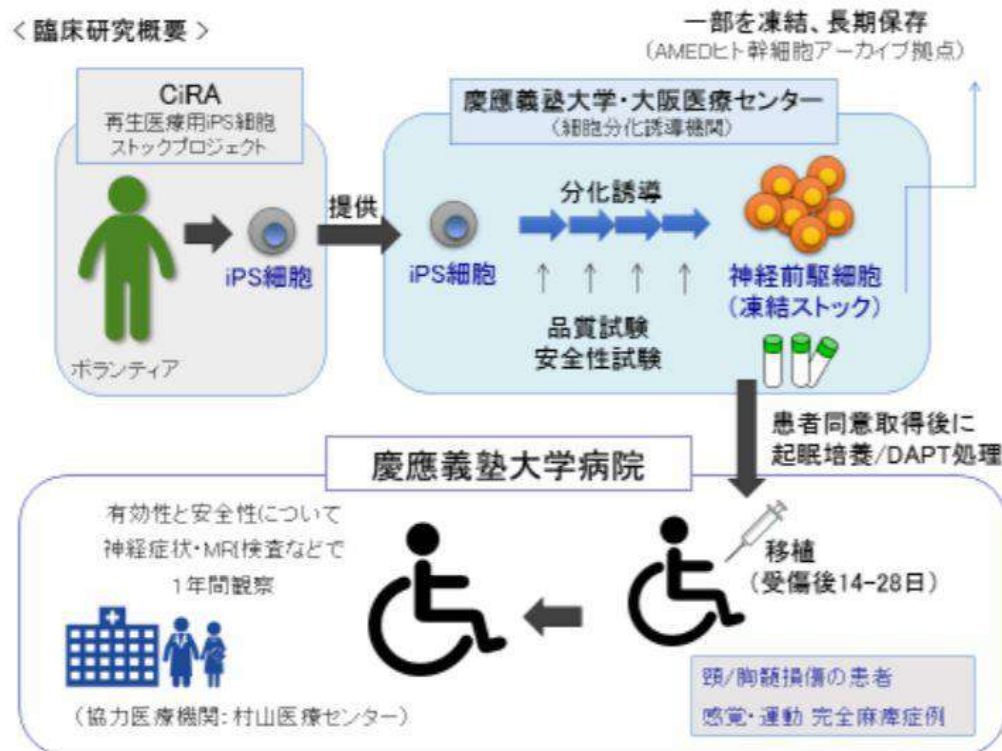 ＜臨床研究概要＞
一部を凍結、長期保存
（AMEDヒト幹細胞アーカイブ拠点）
CiRA
再生医療用iPS細胞
ストックプロジェクト
慶應義塾大学・大阪医療センター
（細胞分化誘導機関）
提供
分化誘導
iPS細胞
iPS細胞
神経前駆細胞
（凍結ストック）
品質試験
安全性試験
ボランティア
患者同意取得後に
起眠培養/DAPT処理
慶應義塾大学病院
有効性と安全性について
神経症状・MRI検査などで
1年間観察
移植
（受傷後14-28日）
頸/胸髄損傷の患者
感覚・運動 完全麻痺症例
（協力医療機関：村山医療センター）